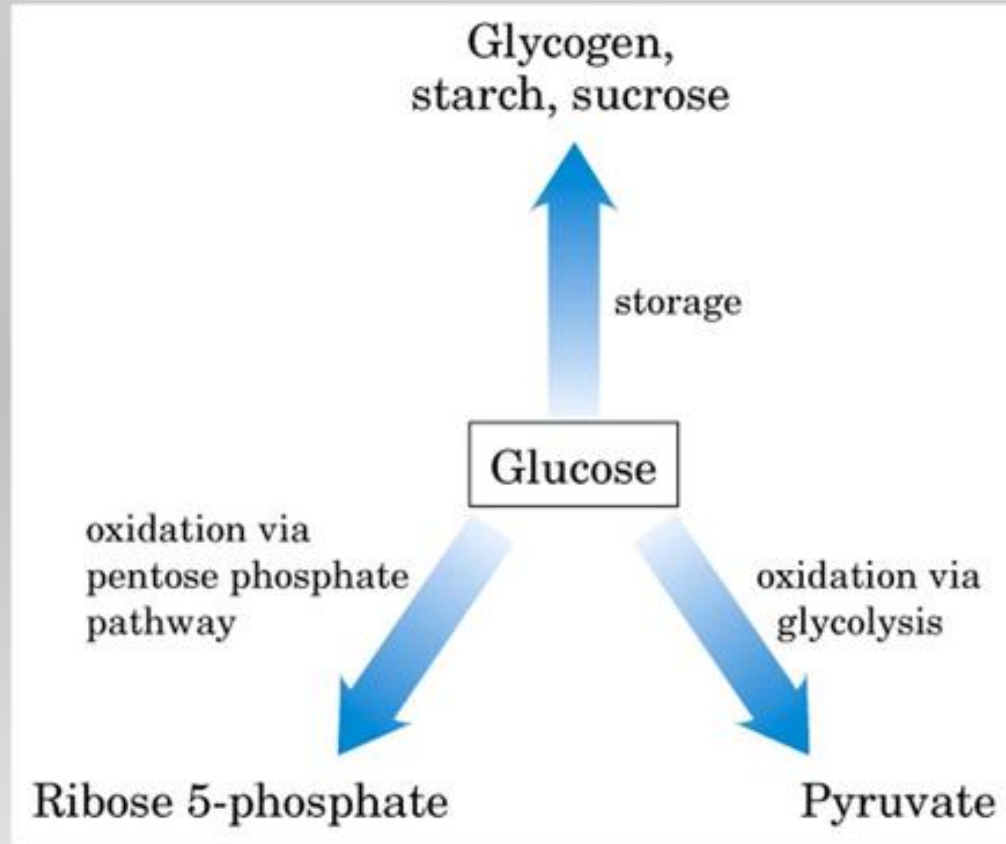 Glycogen,
starch, sucrose
storage
Glucose
oxidation via
pentose phosphate
pathway
oxidation via
glycolysis
Ribose 5-phosphate
Pyruvate